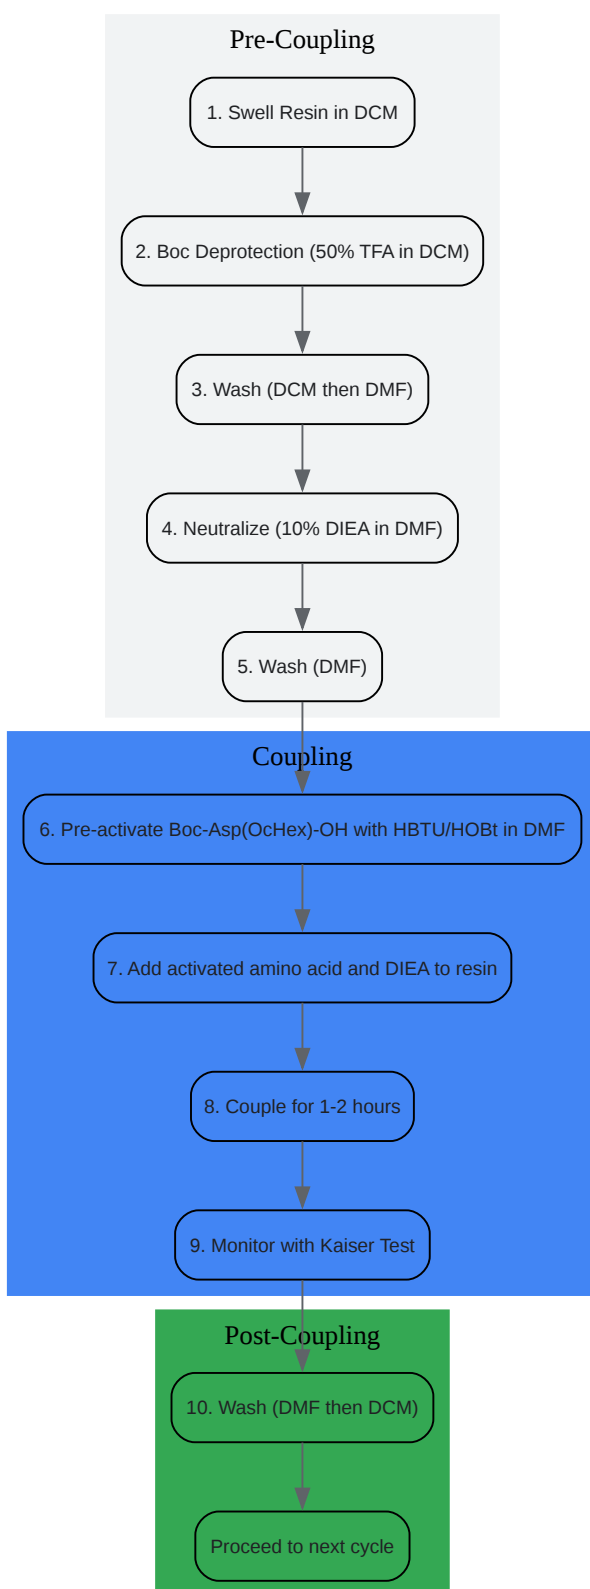 Pre-Coupling
1. Swell Resin in DCM
2. Boc Deprotection (50% TFA in DCM)
3. Wash (DCM then DMF)
4. Neutralize (10% DIEA in DMF)
5. Wash (DMF)
Coupling
6. Pre-activate Boc-Asp(OcHex)-OH with HBTU/HOBt in DMF
7. Add activated amino acid and DIEA to resin
8. Couple for 1-2 hours
9. Monitor with Kaiser Test
Post-Coupling
10. Wash (DMF then DCM)
Proceed to next cycle